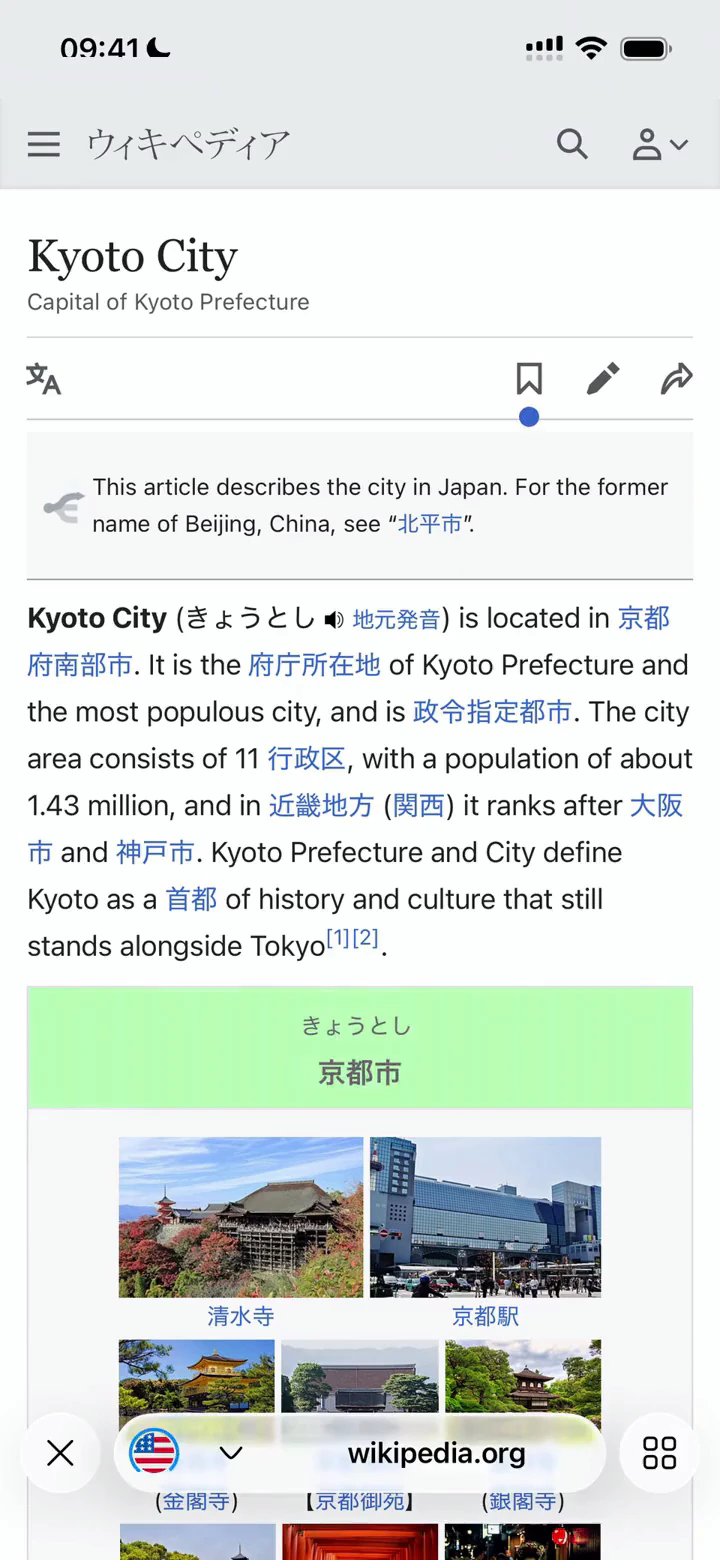 09:41
ウィキペディア
Kyoto City
Capital of Kyoto Prefecture
文A
This article describes the city in Japan. For the former
name of Beijing, China, see “北平市”.
Kyoto City (きょうとし 地元発音) is located in 京都
府南部市. It is the 府庁所在地 of Kyoto Prefecture and
the most populous city, and is 政令指定都市. The city
area consists of 11 行政区, with a population of about
1.43 million, and in 近畿地方 (関西) it ranks after 大阪
市 and 神戸市. Kyoto Prefecture and City define
Kyoto as a 首都 of history and culture that still
stands alongside Tokyo[1][2].
きょうとし
京都市
清水寺 京都駅
wikipedia.org
(金閣寺) 【京都御苑】 (銀閣寺)